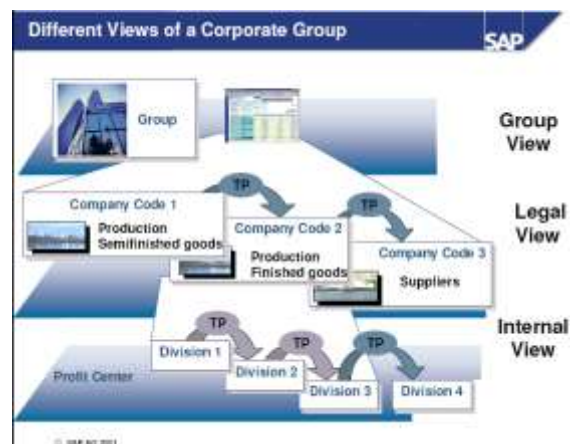 Different Views of a Corporate Group
SAP
Group
Group
View
TP
TP
Company Code 1
Production
Semifinished goods
Company Code 2
Production
Finished goods
Company Code 3
Suppliers
Legal
View
TP
TP
TP
Division 1
Division 2
Division 3
Division 4
Profit Center
Internal
View